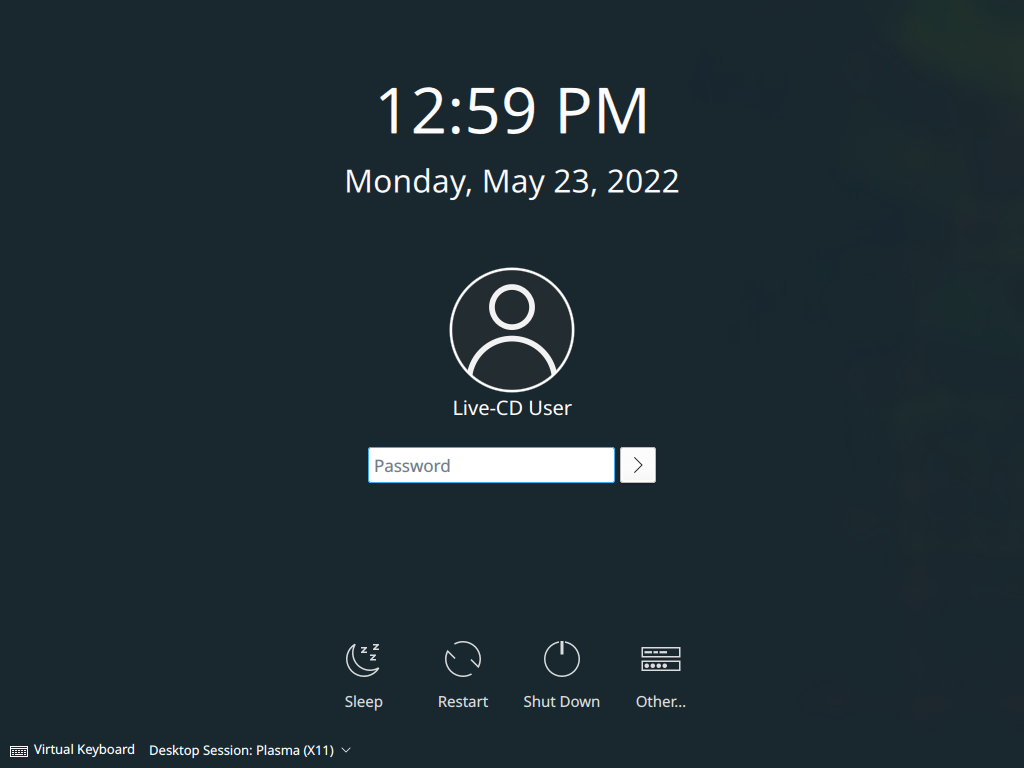 12:59 PM
Monday, May 23, 2022
Live-CD User
Password
Sleep
Restart
Shut Down
Other...
Virtual Keyboard
Desktop Session: Plasma (X11)